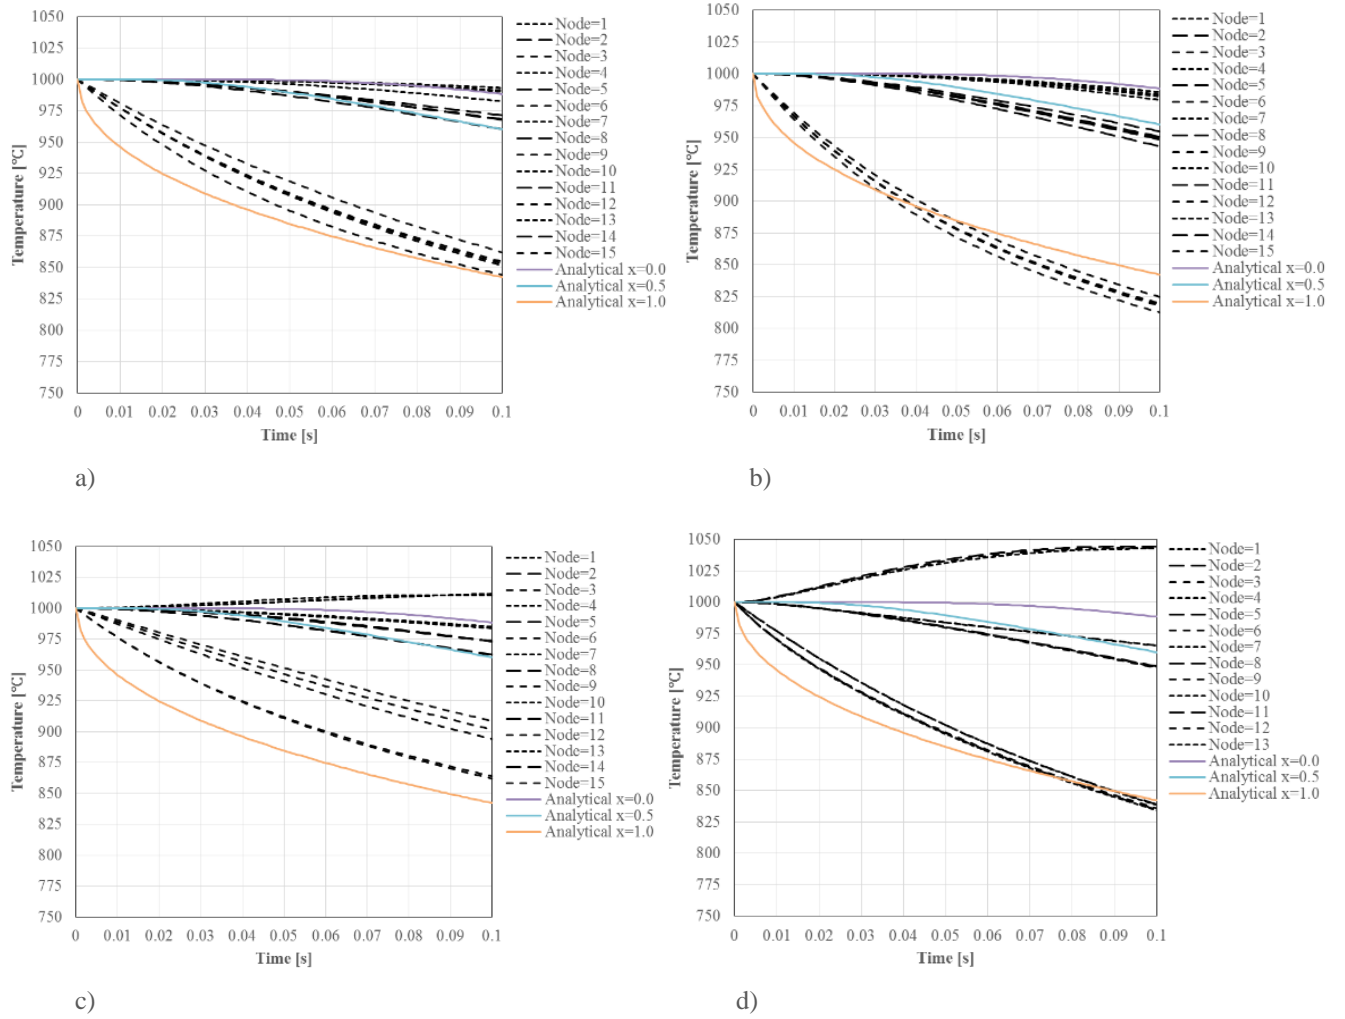 1050
1025
1000
975
950
925
900
875
850
825
800
775
750
Temperature [°C]
0 0.01 0.02 0.03 0.04 0.05 0.06 0.07 0.08 0.09 0.1
Time [s]
Node=1
Node=2
Node=3
Node=4
Node=5
Node=6
Node=7
Node=8
Node=9
Node=10
Node=11
Node=12
Node=13
Node=14
Node=15
Analytical x=0.0
Analytical x=0.5
Analytical x=1.0
a)
1050
1025
1000
975
950
925
900
875
850
825
800
775
750
Temperature [°C]
0 0.01 0.02 0.03 0.04 0.05 0.06 0.07 0.08 0.09 0.1
Time [s]
Node=1
Node=2
Node=3
Node=4
Node=5
Node=6
Node=7
Node=8
Node=9
Node=10
Node=11
Node=12
Node=13
Node=14
Node=15
Analytical x=0.0
Analytical x=0.5
Analytical x=1.0
b)
1050
1025
1000
975
950
925
900
875
850
825
800
775
750
Temperature [°C]
0 0.01 0.02 0.03 0.04 0.05 0.06 0.07 0.08 0.09 0.1
Time [s]
Node=1
Node=2
Node=3
Node=4
Node=5
Node=6
Node=7
Node=8
Node=9
Node=10
Node=11
Node=12
Node=13
Node=14
Node=15
Analytical x=0.0
Analytical x=0.5
Analytical x=1.0
c)
1050
1025
1000
975
950
925
900
875
850
825
800
775
750
Temperature [°C]
0 0.01 0.02 0.03 0.04 0.05 0.06 0.07 0.08 0.09 0.1
Time [s]
Node=1
Node=2
Node=3
Node=4
Node=5
Node=6
Node=7
Node=8
Node=9
Node=10
Node=11
Node=12
Node=13
Analytical x=0.0
Analytical x=0.5
Analytical x=1.0
d)